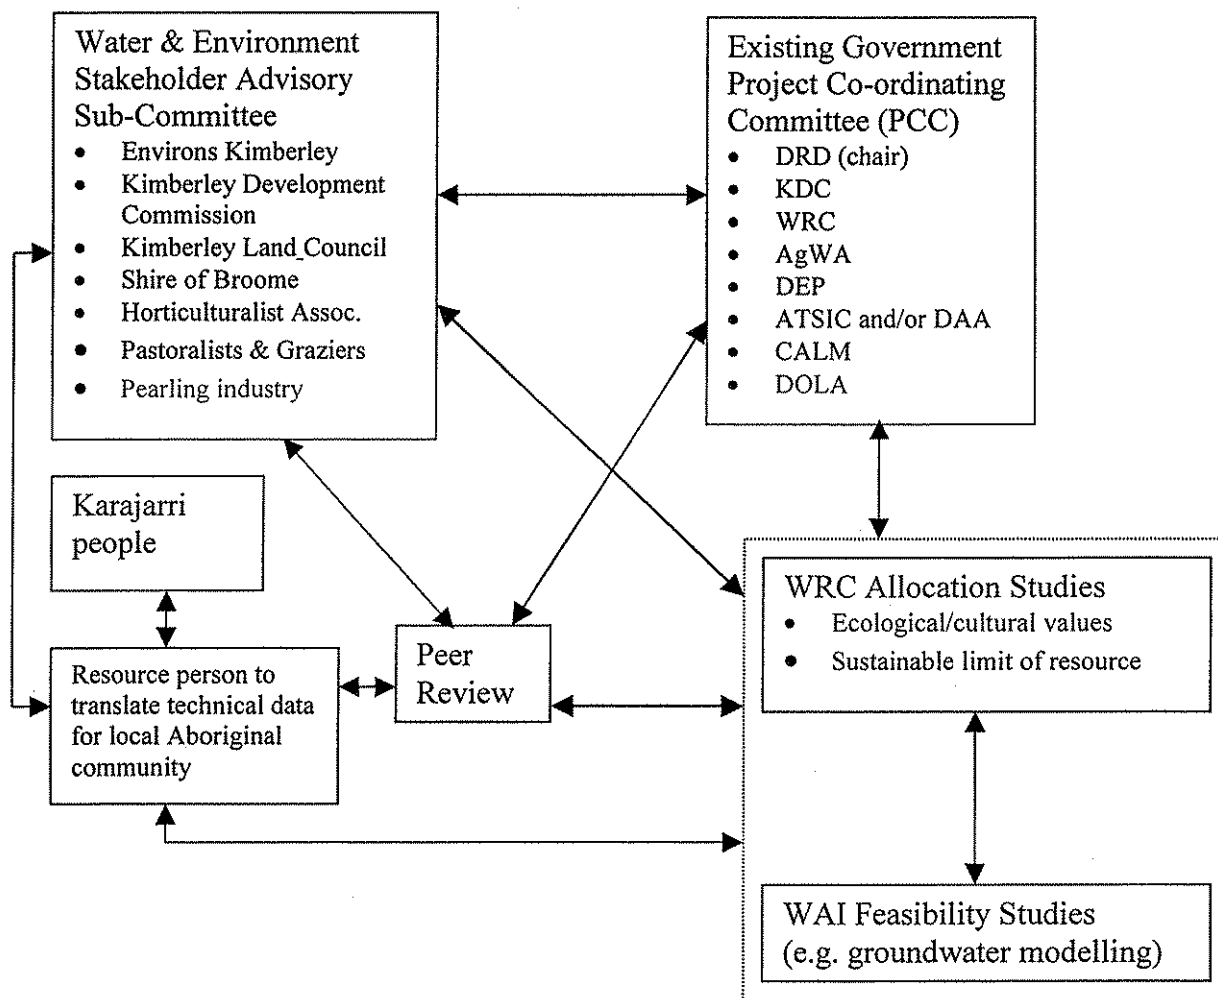 Water & Environment
Stakeholder Advisory
Sub-Committee
• Environs Kimberley
• Kimberley Development
Commission
• Kimberley Land Council
• Shire of Broome
• Horticulturalist Assoc.
• Pastoralists & Graziers
• Pearling industry
Existing Government
Project Co-ordinating
Committee (PCC)
• DRD (chair)
• KDC
• WRC
• AgWA
• DEP
• ATSIC and/or DAA
• CALM
• DOLA
Karajarri
people
Resource person to
translate technical data
for local Aboriginal
community
Peer
Review
WRC Allocation Studies
• Ecological/cultural values
• Sustainable limit of resource
WAI Feasibility Studies
(e.g. groundwater modelling)